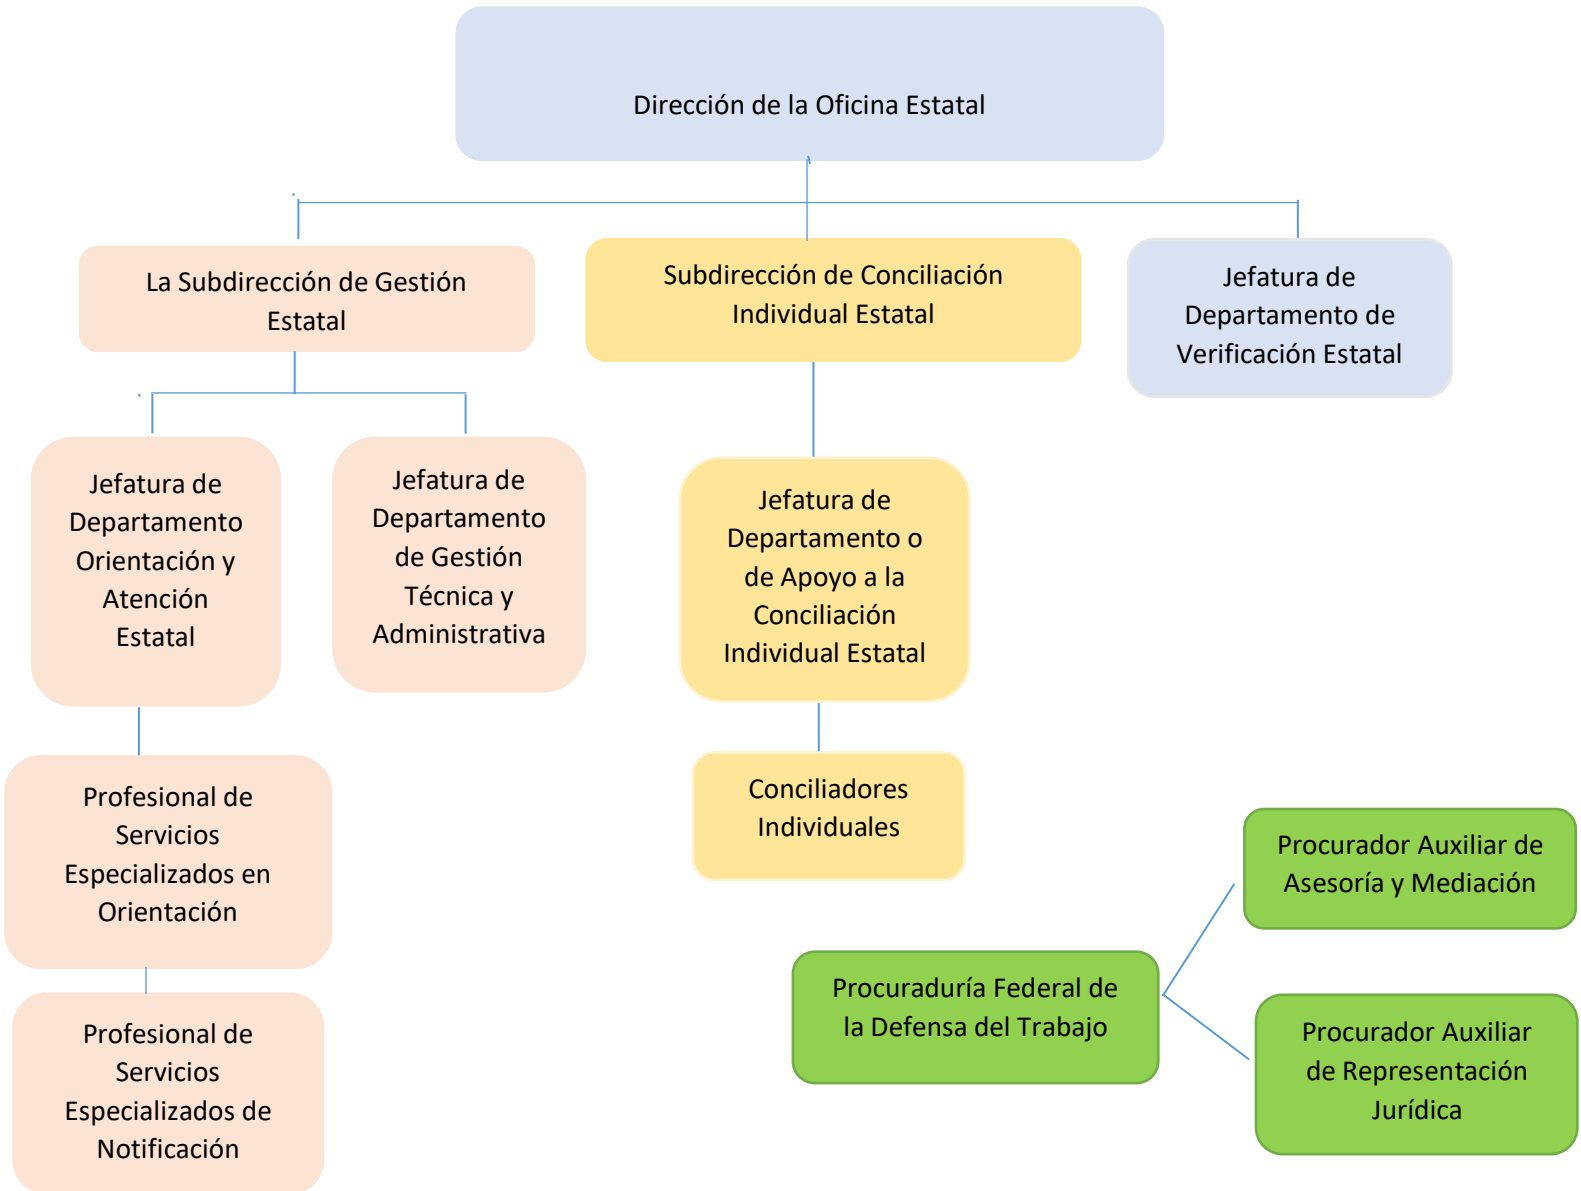 Dirección de la Oficina Estatal
La Subdirección de Gestión
Estatal
Subdirección de Conciliación
Individual Estatal
Jefatura de
Departamento de
Verificación Estatal
Jefatura de
Departamento
Orientación y
Atención
Estatal
Jefatura de
Departamento
de Gestión
Técnica y
Administrativa
Jefatura de
Departamento o
de Apoyo a la
Conciliación
Individual Estatal
Profesional de
Servicios
Especializados en
Orientación
Conciliadores
Individuales
Profesional de
Servicios
Especializados de
Notificación
Procuraduría Federal de
la Defensa del Trabajo
Procurador Auxiliar de
Asesoría y Mediación
Procurador Auxiliar
de Representación
Jurídica